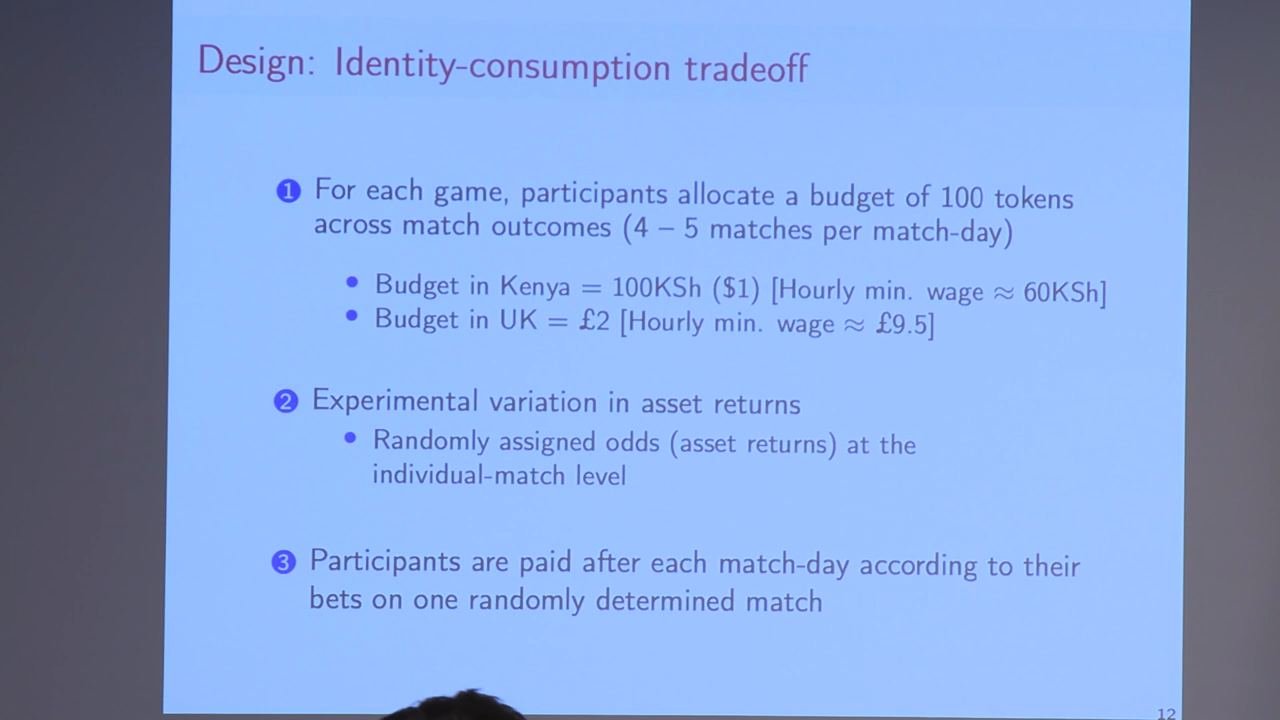 Design: Identity-consumption tradeoff
1 For each game, participants allocate a budget of 100 tokens
across match outcomes (4 – 5 matches per match-day)
• Budget in Kenya = 100KSh ($1) [Hourly min. wage ≈ 60KSh]
• Budget in UK = £2 [Hourly min. wage ≈ £9.5]
2 Experimental variation in asset returns
• Randomly assigned odds (asset returns) at the
individual-match level
3 Participants are paid after each match-day according to their
bets on one randomly determined match
12